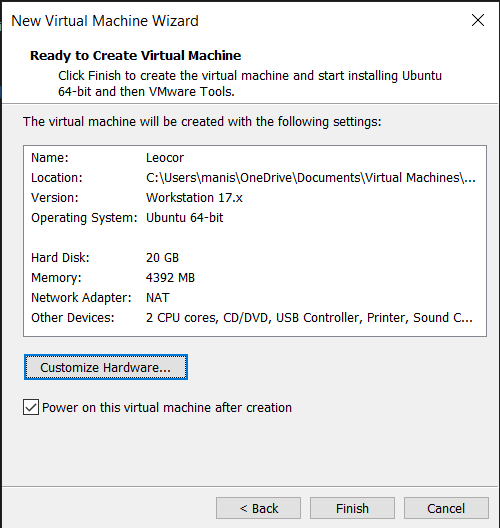 New Virtual Machine Wizard
Ready to Create Virtual Machine
Click Finish to create the virtual machine and start installing Ubuntu
64-bit and then VMware Tools.
The virtual machine will be created with the following settings:
Name: Leocor
Location: C:\Users\manis\OneDrive\Documents\Virtual Machines\...
Version: Workstation 17.x
Operating System: Ubuntu 64-bit
Hard Disk: 20 GB
Memory: 4392 MB
Network Adapter: NAT
Other Devices: 2 CPU cores, CD/DVD, USB Controller, Printer, Sound C...
Customize Hardware...
Power on this virtual machine after creation
< Back Finish Cancel